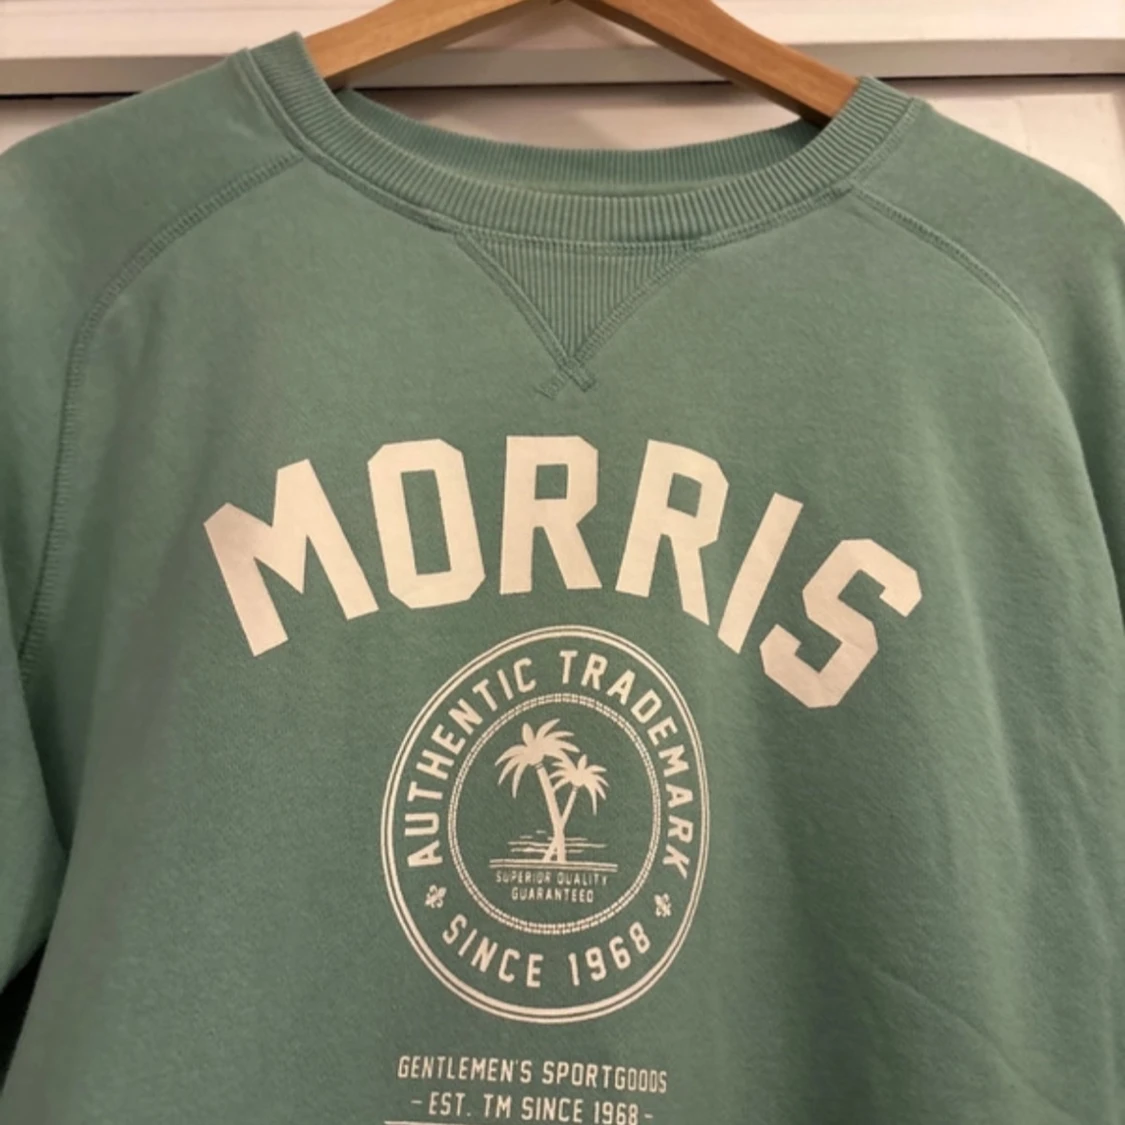 MORRIS
AUTHENTIC TRADEMARK
SUPERIOR QUALITY
GUARANTEED
SINCE 1968
GENTLEMEN'S SPORTGOODS
- EST. TM SINCE 1968 -